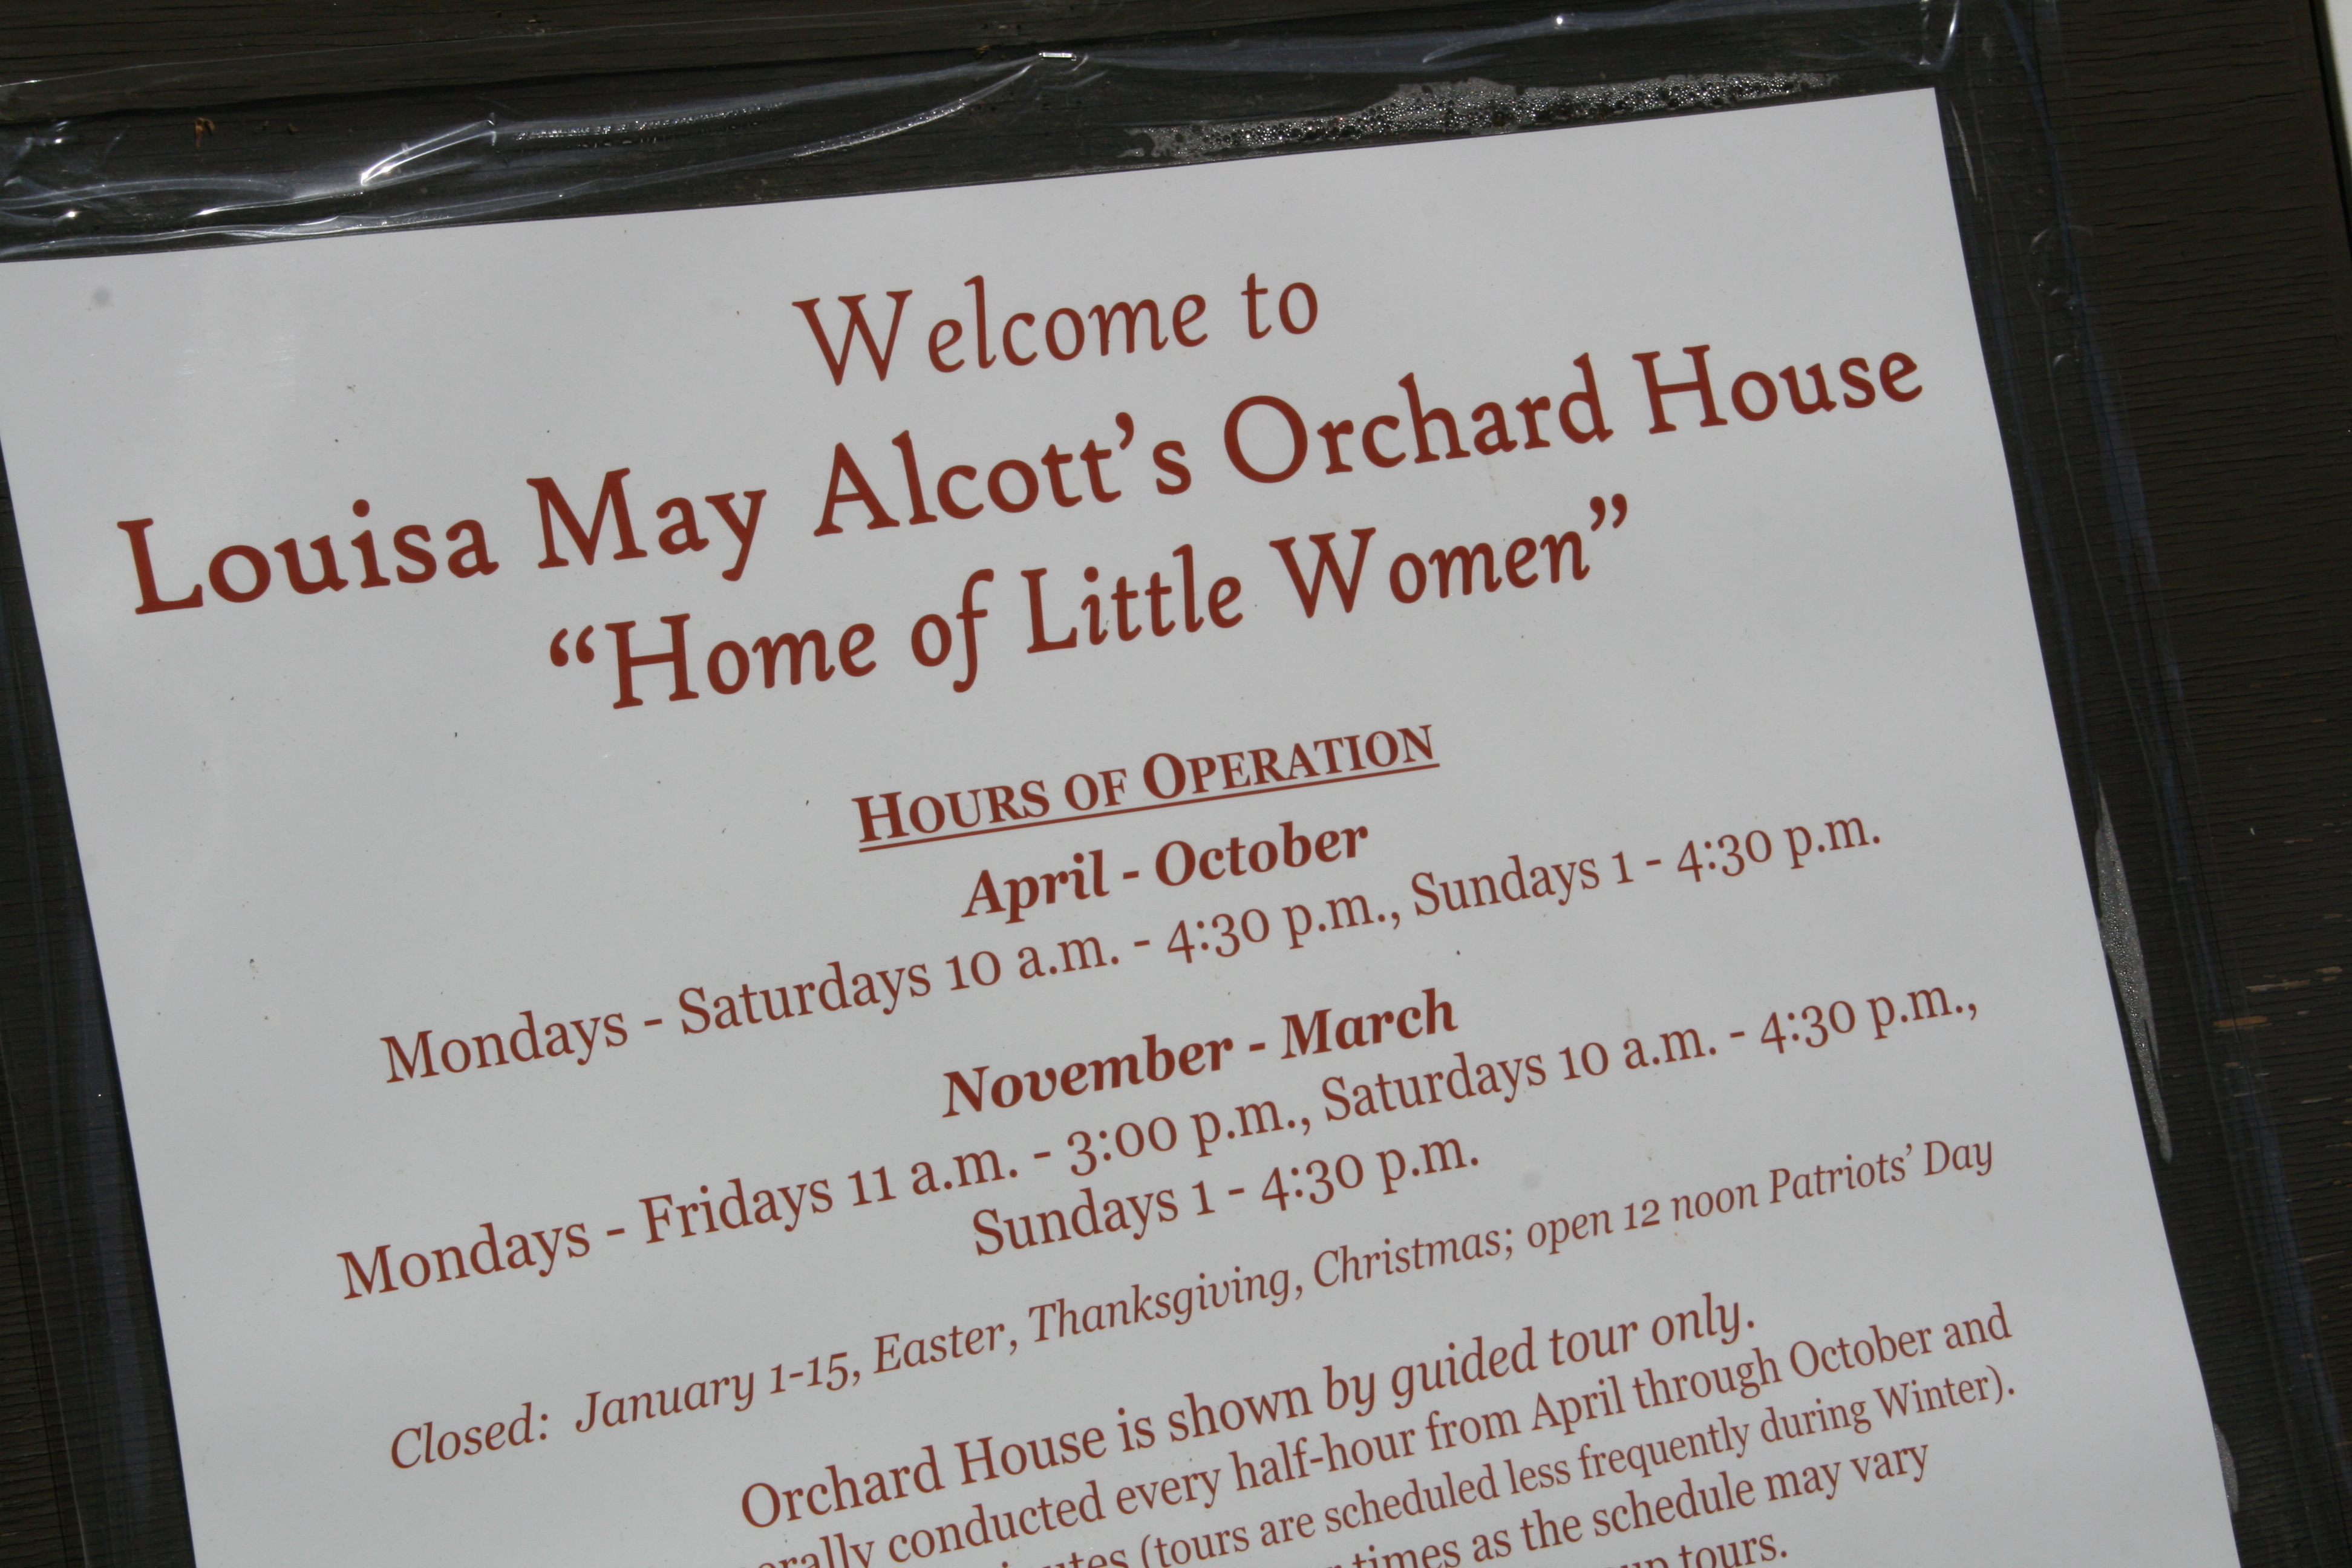 Welcome to
Louisa May Alcott’s Orchard House
“Home of Little Women”
HOURS OF OPERATION
April - October
Mondays - Saturdays 10 a.m. - 4:30 p.m., Sundays 1 - 4:30 p.m.
November - March
Mondays - Fridays 11 a.m. - 3:00 p.m., Saturdays 10 a.m. - 4:30 p.m.,
Sundays 1 - 4:30 p.m.
Closed: January 1-15, Easter, Thanksgiving, Christmas; open 12 noon Patriots’ Day
Orchard House is shown by guided tour only.
conducted every half-hour from April through October and
(tours are scheduled less frequently during Winter).
times as the schedule may vary
tours.